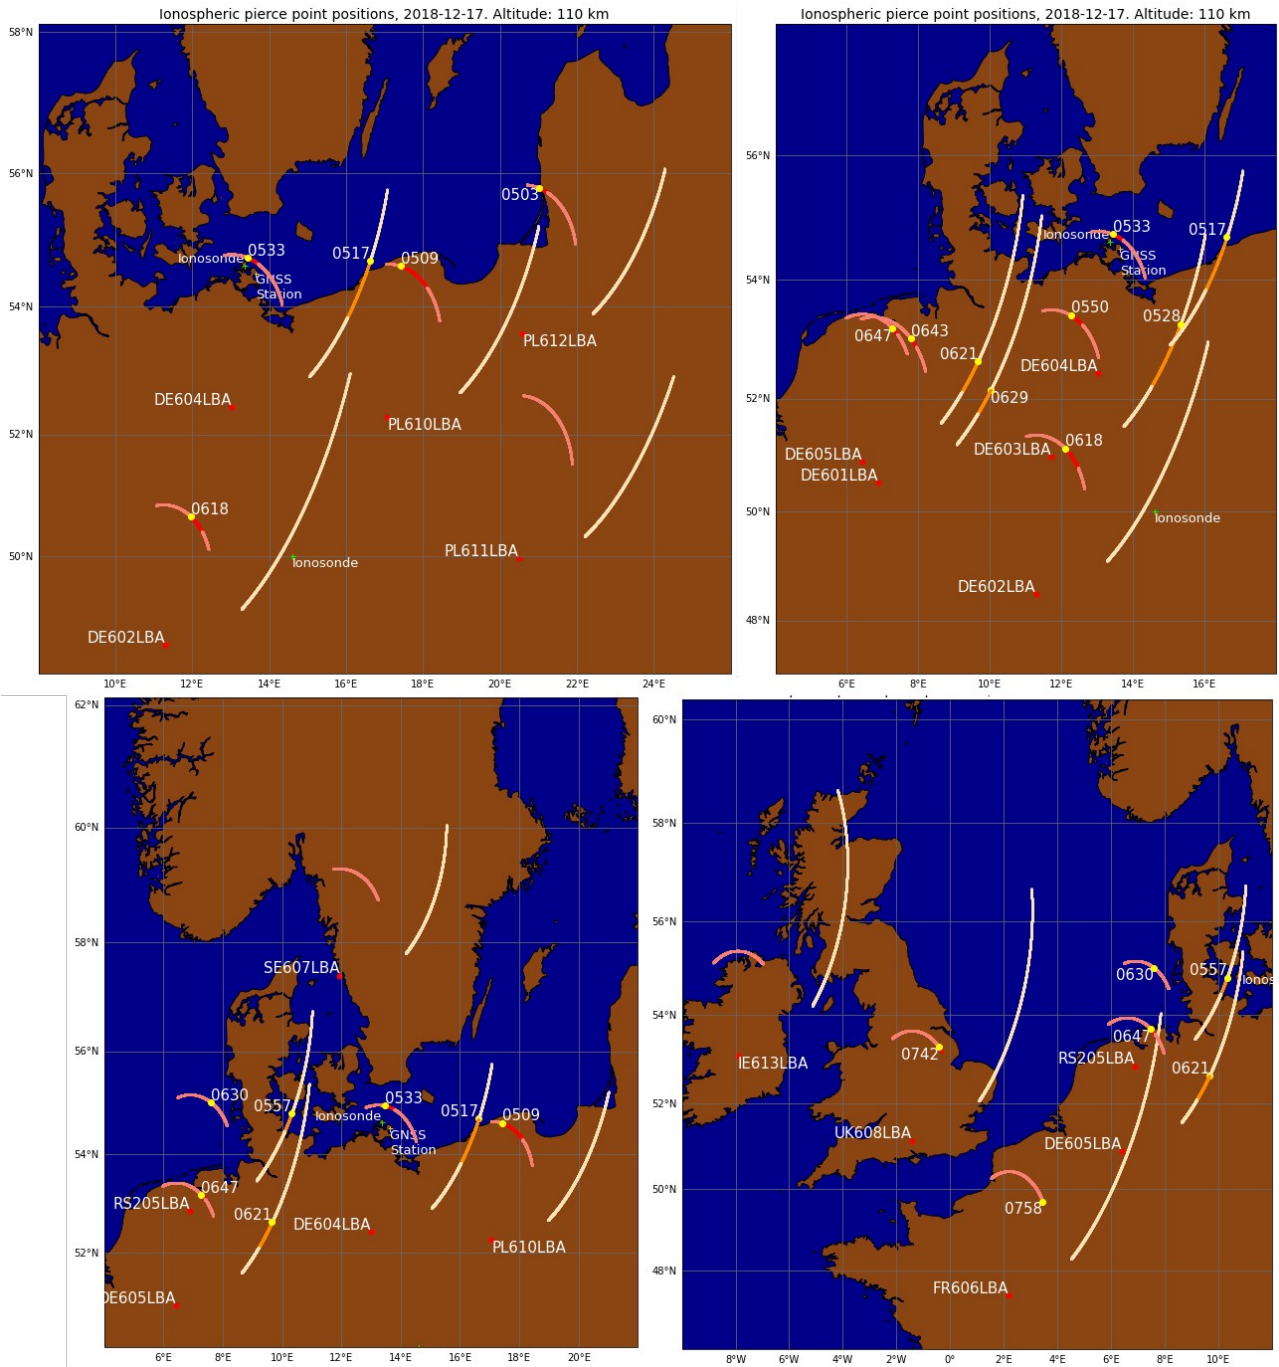 Ionospheric pierce point positions, 2018-12-17. Altitude: 110 km
58°N
56°N
54°N
52°N
50°N
0503
0533
Ionosonde
0517
0509
GNSS
Station
PL612LBA
DE604LBA
PL610LBA
0618
PL611LBA
Ionosonde
DE602LBA
10°E
12°E
14°E
16°E
18°E
20°E
22°E
24°E
Ionospheric pierce point positions, 2018-12-17. Altitude: 110 km
56°N
54°N
52°N
50°N
48°N
0533
Ionosonde
0517
GNSS
Station
0550
0528
0647
0643
0621
DE604LBA
0629
0618
DE603LBA
DE605LBA
DE601LBA
Ionosonde
DE602LBA
6°E
8°E
10°E
12°E
14°E
16°E
62°N
60°N
58°N
56°N
54°N
52°N
SE607LBA
0630
0557
0533
Ionosonde
0517
0509
GNSS
Station
0647
RS205LBA
0621
DE604LBA
PL610LBA
DE605LBA
6°E
8°E
10°E
12°E
14°E
16°E
18°E
20°E
60°N
58°N
56°N
54°N
52°N
50°N
48°N
0630
0557
Ionos
0647
0742
IE613LBA
RS205LBA
0621
UK608LBA
DE605LBA
0758
FR606LBA
8°W
6°W
4°W
2°W
0°
2°E
4°E
6°E
8°E
10°E